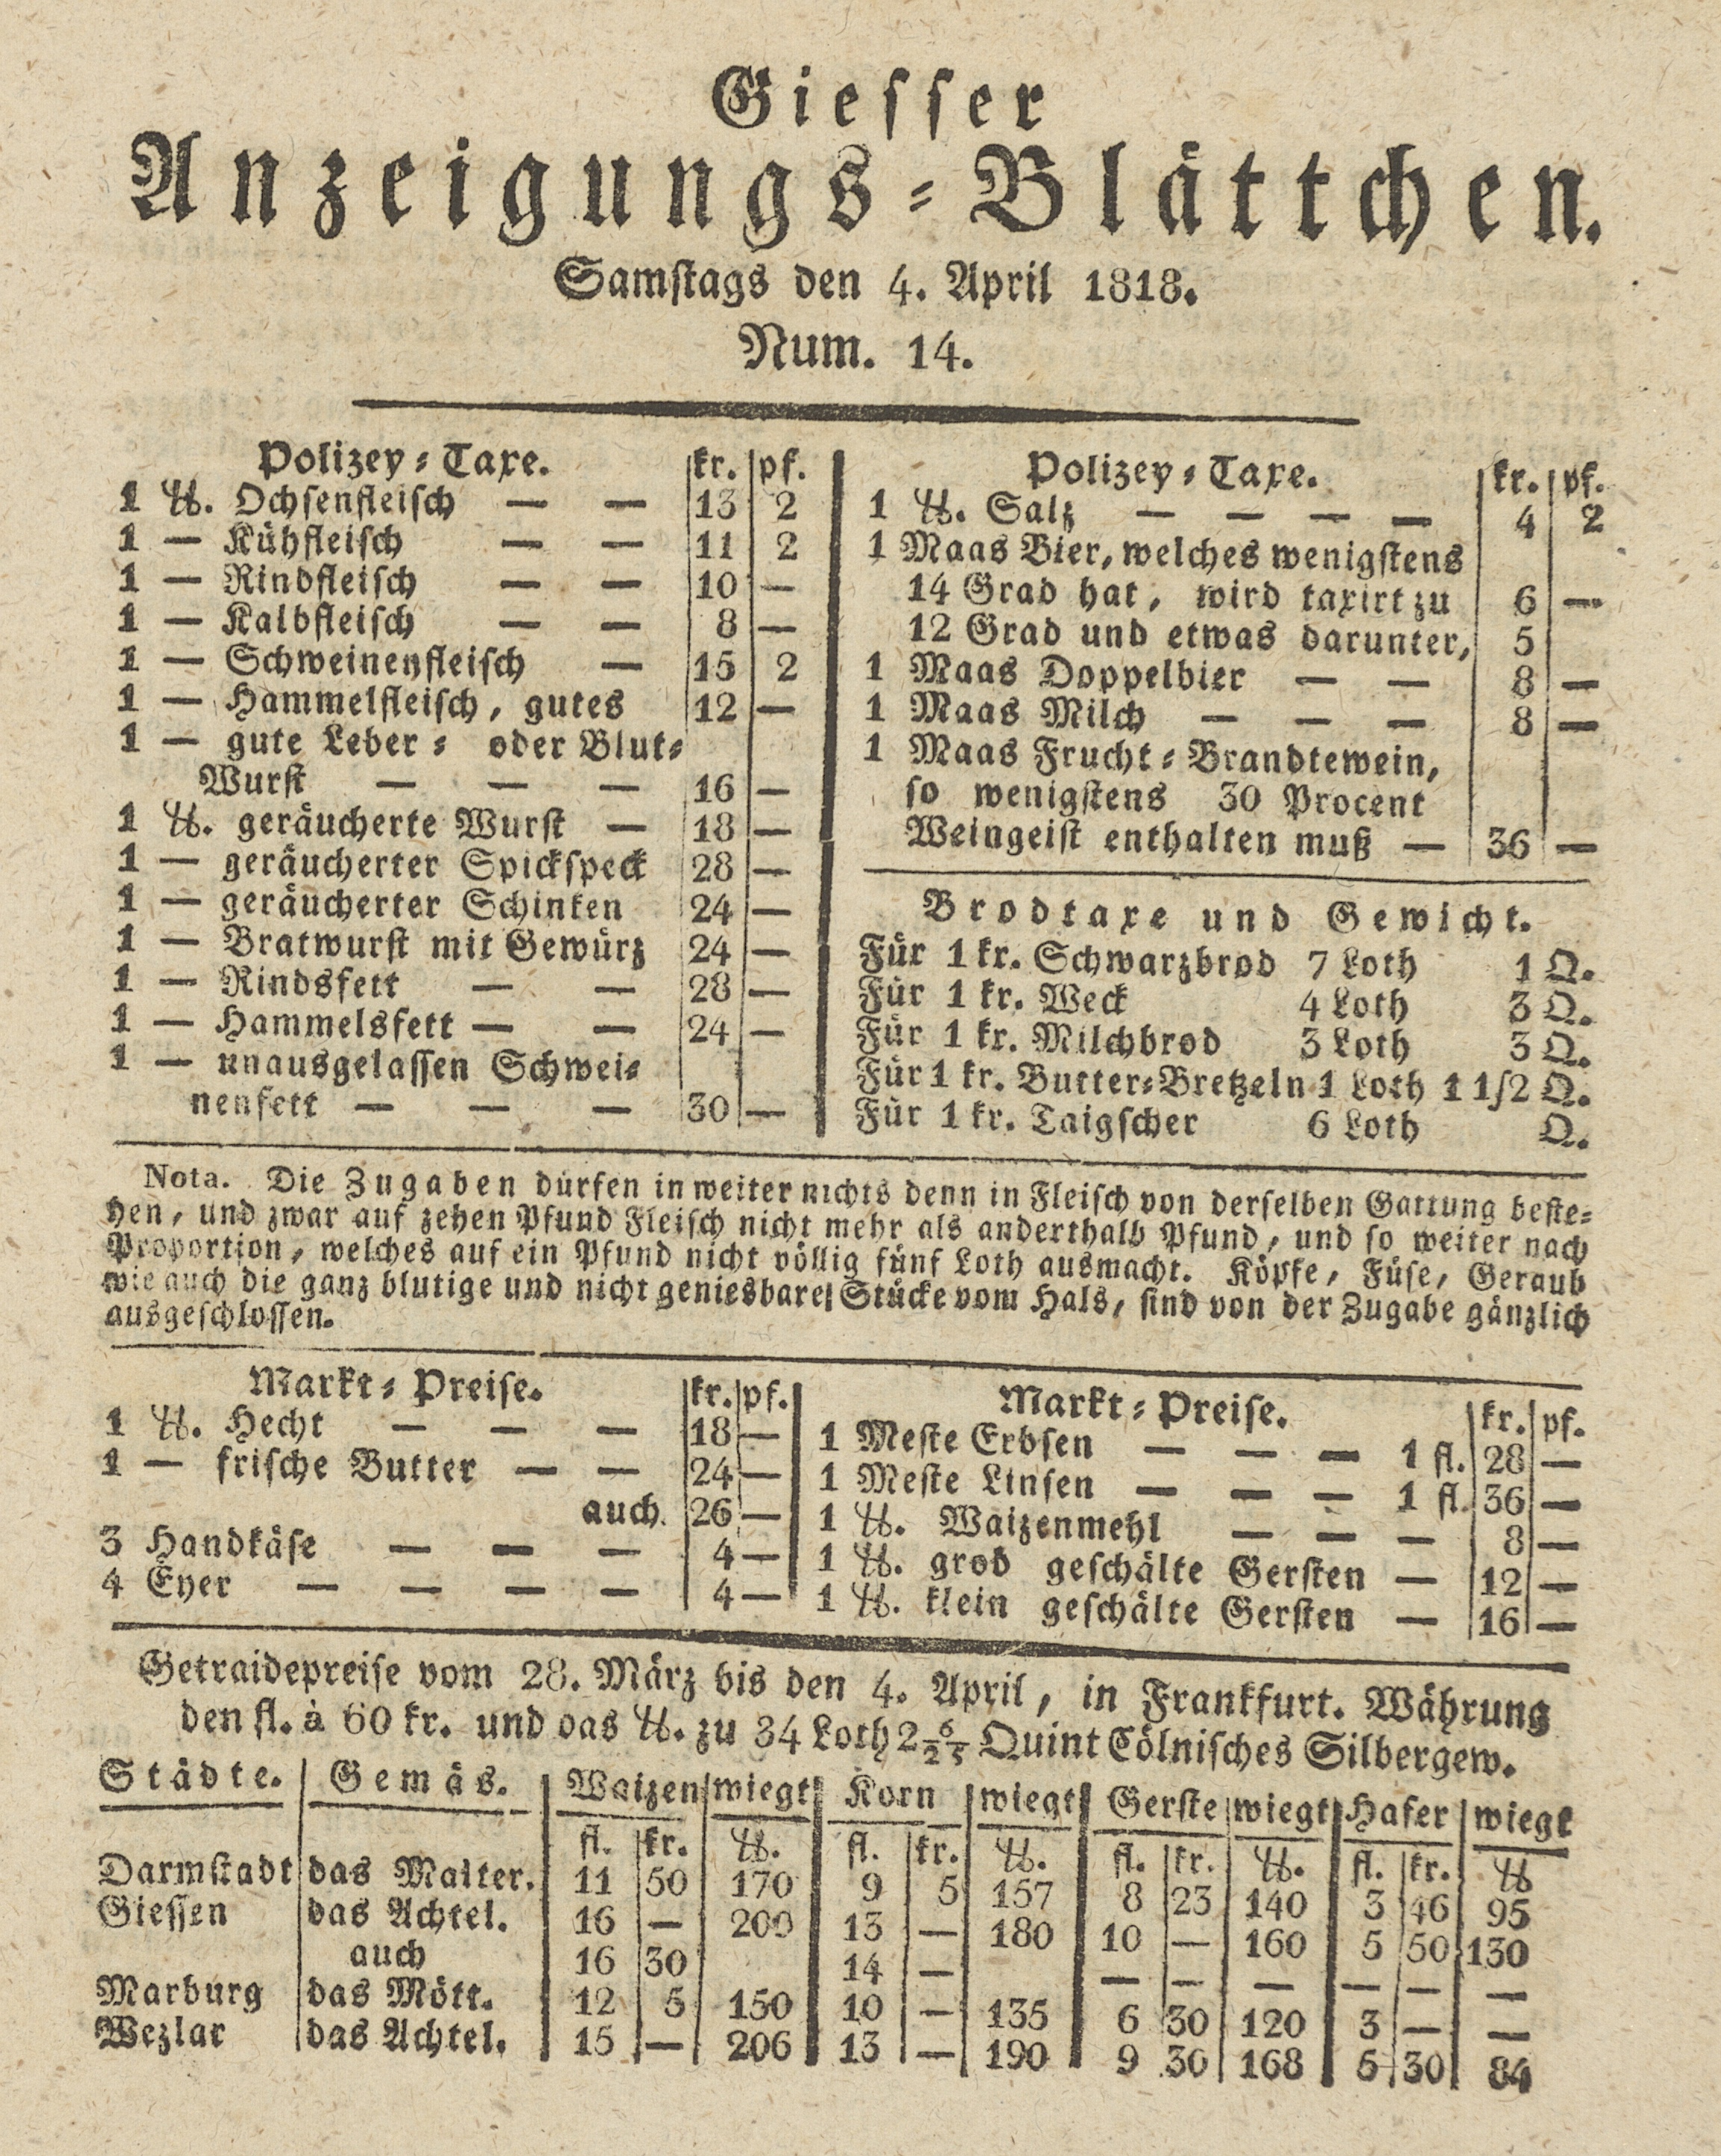 Giesser
Anzeigungs-Blättchen.
Samstags den 4. April 1818.
Num. 14.
Polizey-Taxe. kr. pf.
1 ℔. Ochsenfleisch — — 13 2
1 — Kühfleisch — — 11 2
1 — Rindfleisch — — 10 —
1 — Kalbfleisch — — 8 —
1 — Schweinenfleisch — 15 2
1 — Hammelfleisch, gutes 12 —
1 — gute Leber- oder Blut-
Wurst — — — 16 —
1 ℔. geräucherte Wurst — 18 —
1 — geräucherter Spickspeck 28 —
1 — geräucherter Schinken 24 —
1 — Bratwurst mit Gewürz 24 —
1 — Rindsfett — — 28 —
1 — Hammelsfett — — 24 —
1 — unausgelassen Schwei-
nenfett — — — 30 —
Polizey-Taxe. kr. pf.
1 ℔. Salz — — — — 4 2
1 Maas Bier, welches wenigstens
14 Grad hat, wird taxirt zu 6 —
12 Grad und etwas darunter, 5
1 Maas Doppelbier — — 8 —
1 Maas Milch — — — 8 —
1 Maas Frucht-Brandtewein,
so wenigstens 30 Procent
Weingeist enthalten muß — 36 —
Brodtaxe und Gewicht.
Für 1 kr. Schwarzbrod 7 Loth 1 Q.
Für 1 kr. Weck 4 Loth 3 Q.
Für 1 kr. Milchbrod 3 Loth 3 Q.
Für 1 kr. Butter-Bretzeln 1 Loth 1 1/2 Q.
Für 1 kr. Taigscher 6 Loth Q.
Nota. Die Zugaben dürfen in weiter nichts denn in Fleisch von derselben Gattung beste-
hen, und zwar auf zehen Pfund Fleisch nicht mehr als anderthalb Pfund, und so weiter nach
Proportion, welches auf ein Pfund nicht völlig fünf Loth ausmacht. Köpfe, Füse, Geraub
wie auch die ganz blutige und nicht geniesbare Stücke vom Hals, sind von der Zugabe gänzlich
ausgeschlossen.
Markt-Preise. kr. pf.
1 ℔. Hecht — — — 18 —
1 — frische Butter — — 24 —
auch 26 —
3 Handkäse — — — 4 —
4 Eyer — — — — 4 —
Markt-Preise. kr. pf.
1 Meste Erbsen — — — 1 fl. 28 —
1 Meste Linsen — — — 1 fl. 36 —
1 ℔. Waizenmehl — — — 8 —
1 ℔. grob geschälte Gersten — 12 —
1 ℔. klein geschälte Gersten — 16 —
Getraidepreise vom 28. März bis den 4. April, in Frankfurt. Währung
den fl. à 60 kr. und das ℔. zu 34 Loth 2 6/25 Quint Cölnisches Silbergew.
Städte. Gemäs. Waizen wiegt Korn wiegt Gerste wiegt Hafer wiegt
fl. kr. ℔. fl. kr. ℔. fl. kr. ℔. fl. kr. ℔
Darmstadt das Malter. 11 50 170 9 5 157 8 23 140 3 46 95
Giessen das Achtel. 16 — 200 13 — 180 10 — 160 5 50 130
auch 16 30 14 — — — — — — —
Marburg das Mött. 12 5 150 10 — 135 6 30 120 3 — —
Wezlar das Achtel. 15 — 206 13 — 190 9 30 168 5 30 84